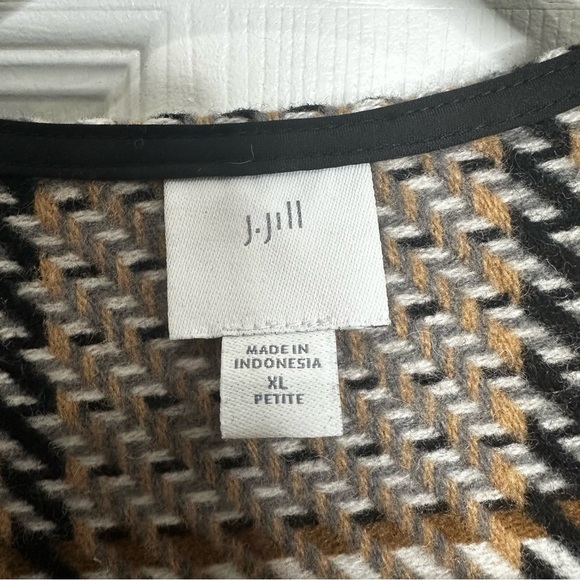 J.Jill
MADE IN
INDONESIA
XL
PETITE